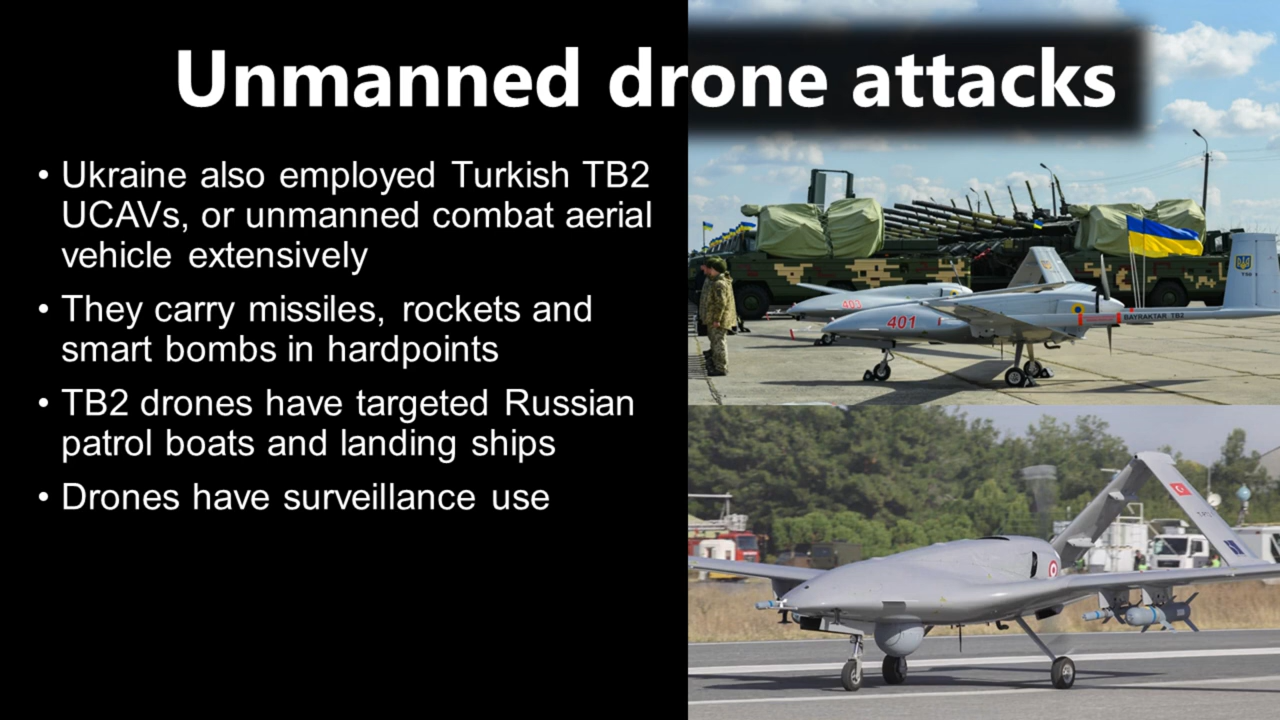 Unmanned drone attacks
• Ukraine also employed Turkish TB2
UCAVs, or unmanned combat aerial
vehicle extensively
• They carry missiles, rockets and
smart bombs in hardpoints
• TB2 drones have targeted Russian
patrol boats and landing ships
• Drones have surveillance use
403
401
BAYRAKTAR TB2